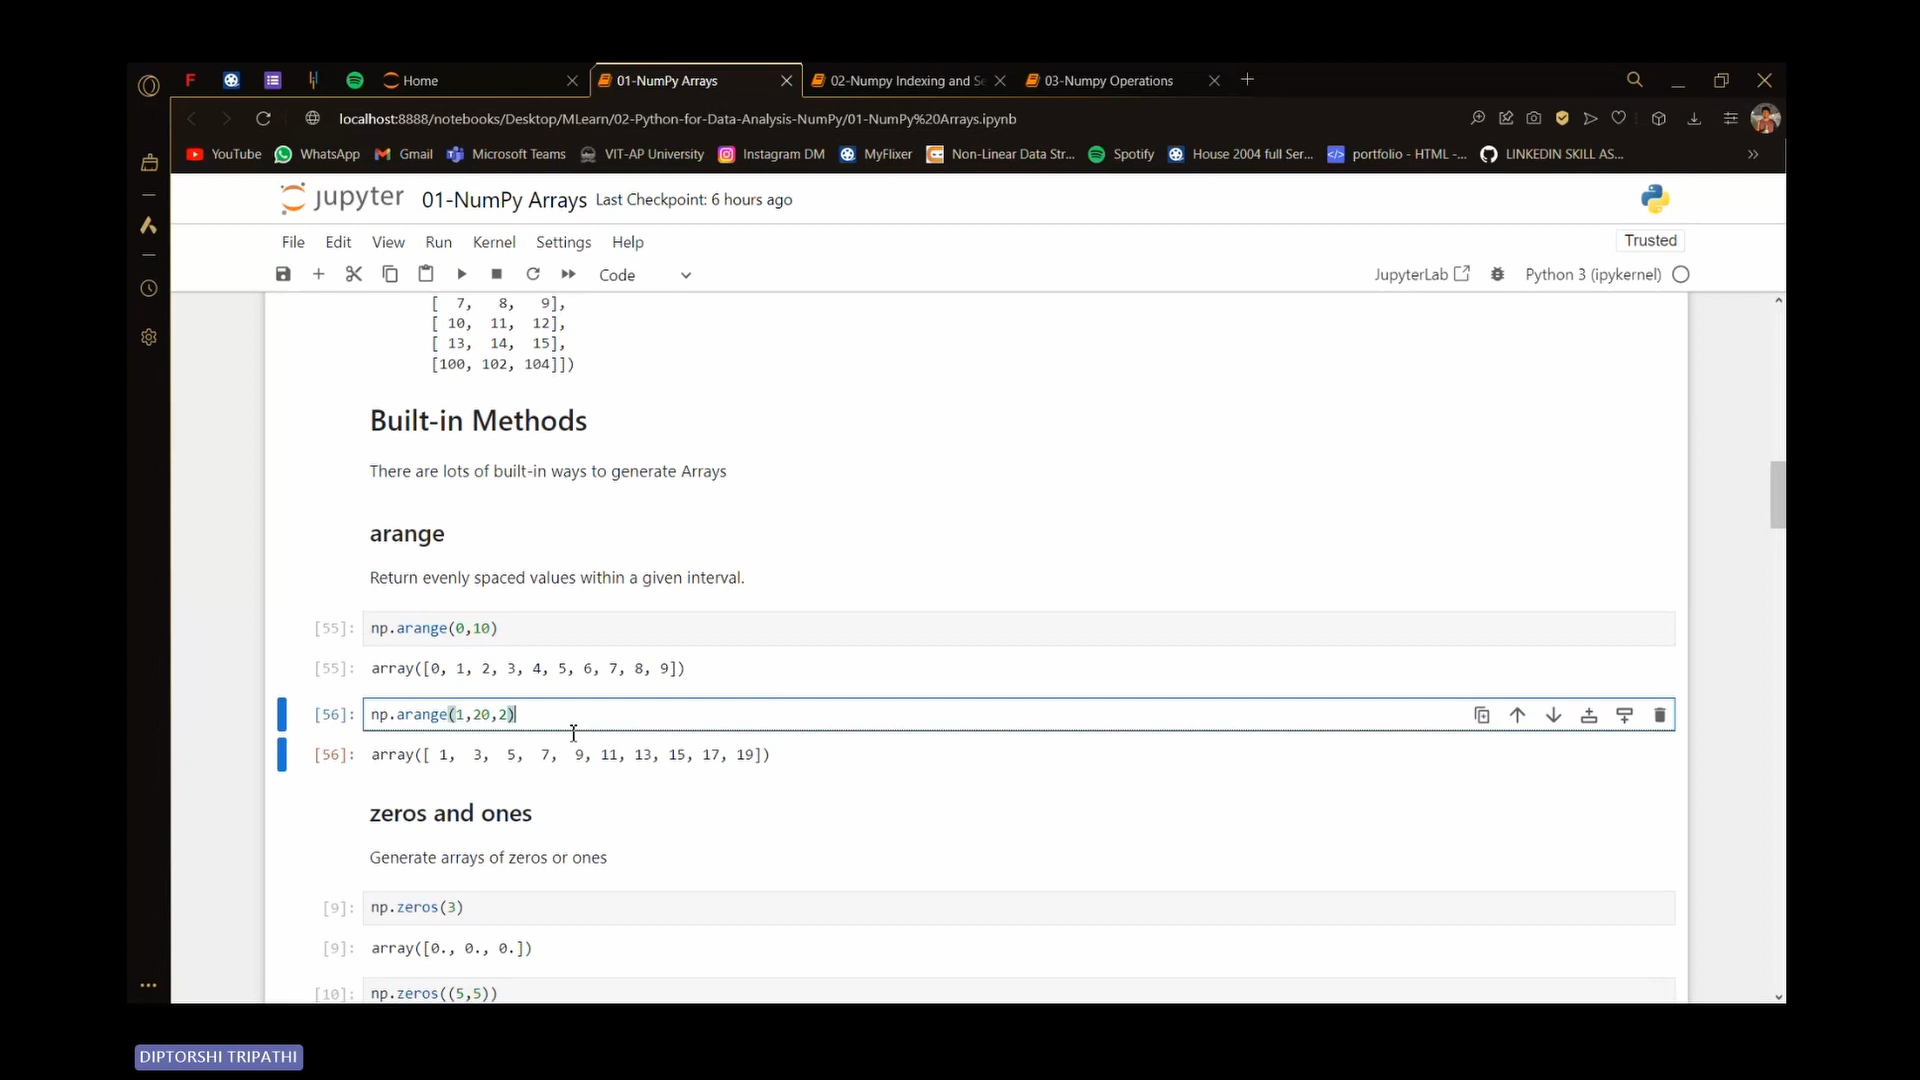 Home
01-NumPy Arrays
02-Numpy Indexing and Se
03-Numpy Operations
localhost:8888/notebooks/Desktop/MLearn/02-Python-for-Data-Analysis-NumPy/01-NumPy%20Arrays.ipynb
YouTube WhatsApp Gmail Microsoft Teams VIT-AP University Instagram DM MyFlixer Non-Linear Data Str... Spotify House 2004 full Ser... portfolio - HTML -... LINKEDIN SKILL AS...
jupyter 01-NumPy Arrays Last Checkpoint: 6 hours ago
File Edit View Run Kernel Settings Help
Trusted
Code
JupyterLab
Python 3 (ipykernel)
[ 7, 8, 9],
[ 10, 11, 12],
[ 13, 14, 15],
[100, 102, 104]])
Built-in Methods
There are lots of built-in ways to generate Arrays
arange
Return evenly spaced values within a given interval.
[55]: np.arange(0,10)
[55]: array([0, 1, 2, 3, 4, 5, 6, 7, 8, 9])
[56]: np.arange(1,20,2)
[56]: array([ 1, 3, 5, 7, 9, 11, 13, 15, 17, 19])
zeros and ones
Generate arrays of zeros or ones
[9]: np.zeros(3)
[9]: array([0., 0., 0.])
[10]: np.zeros((5,5))
DIPTORSHI TRIPATHI